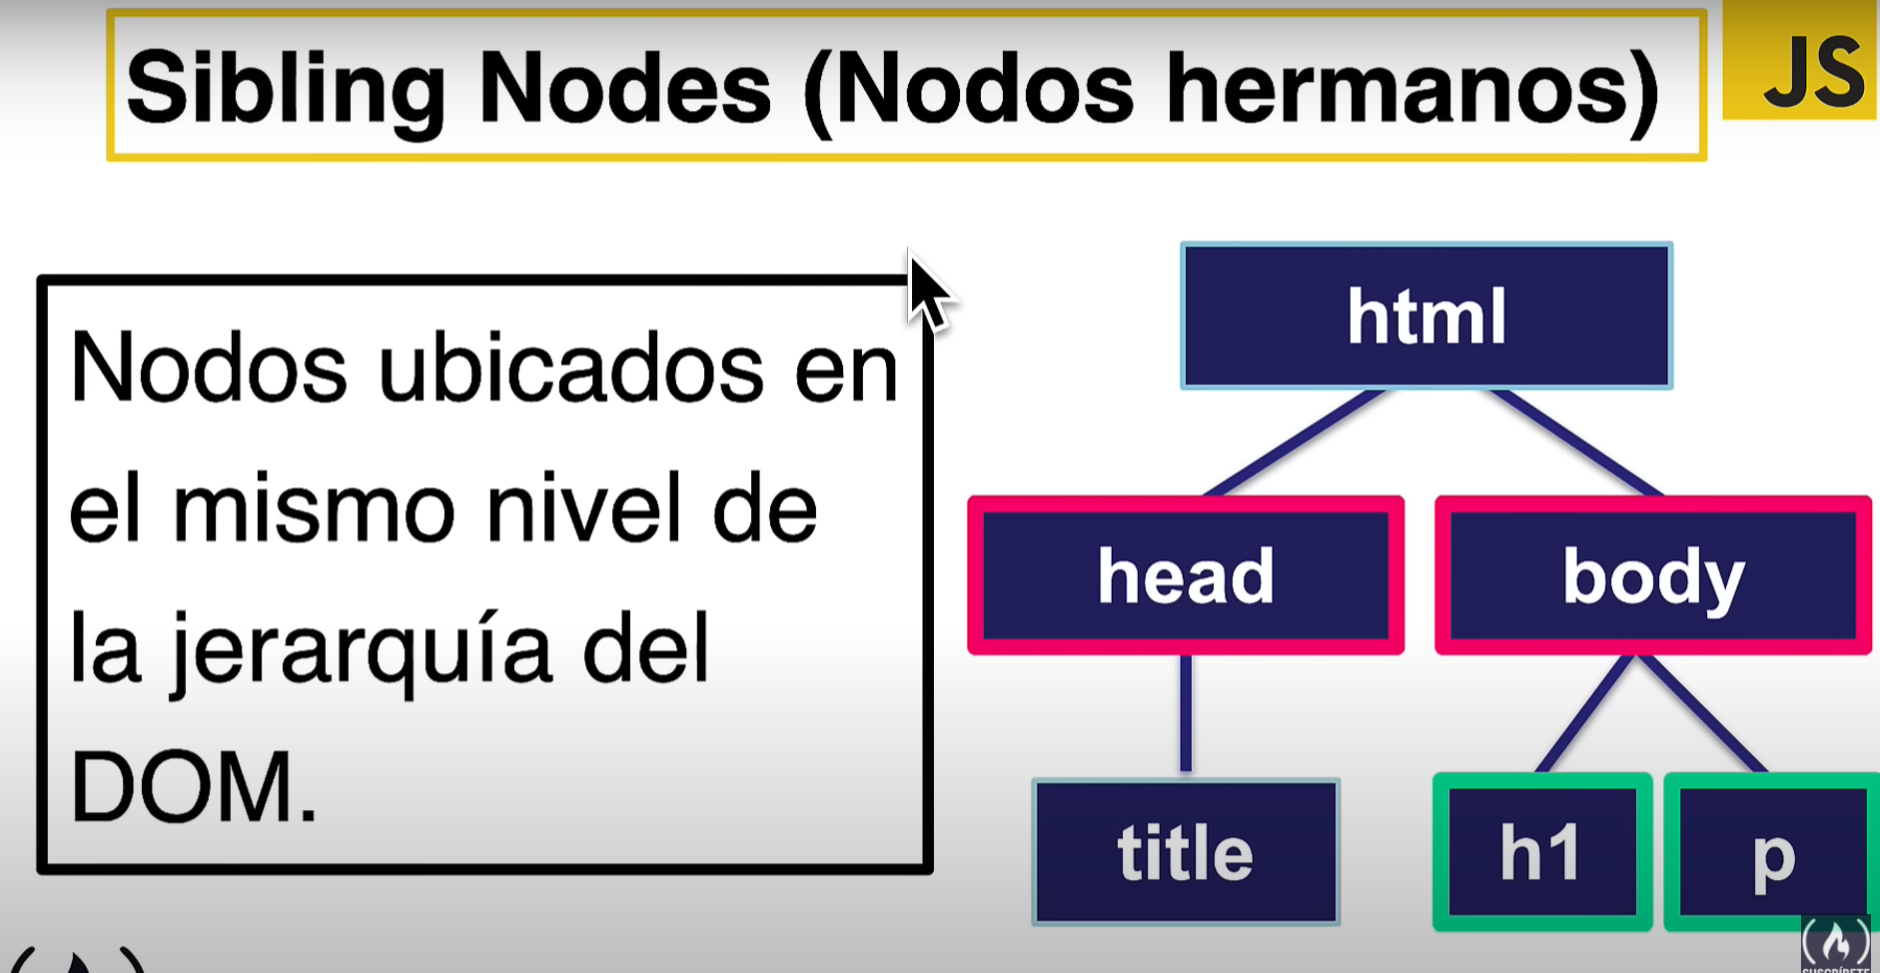 Sibling Nodes (Nodos hermanos)
JS
Nodos ubicados en
el mismo nivel de
la jerarquía del
DOM.
html
head
body
title
h1
p
SUSCRÍBETE